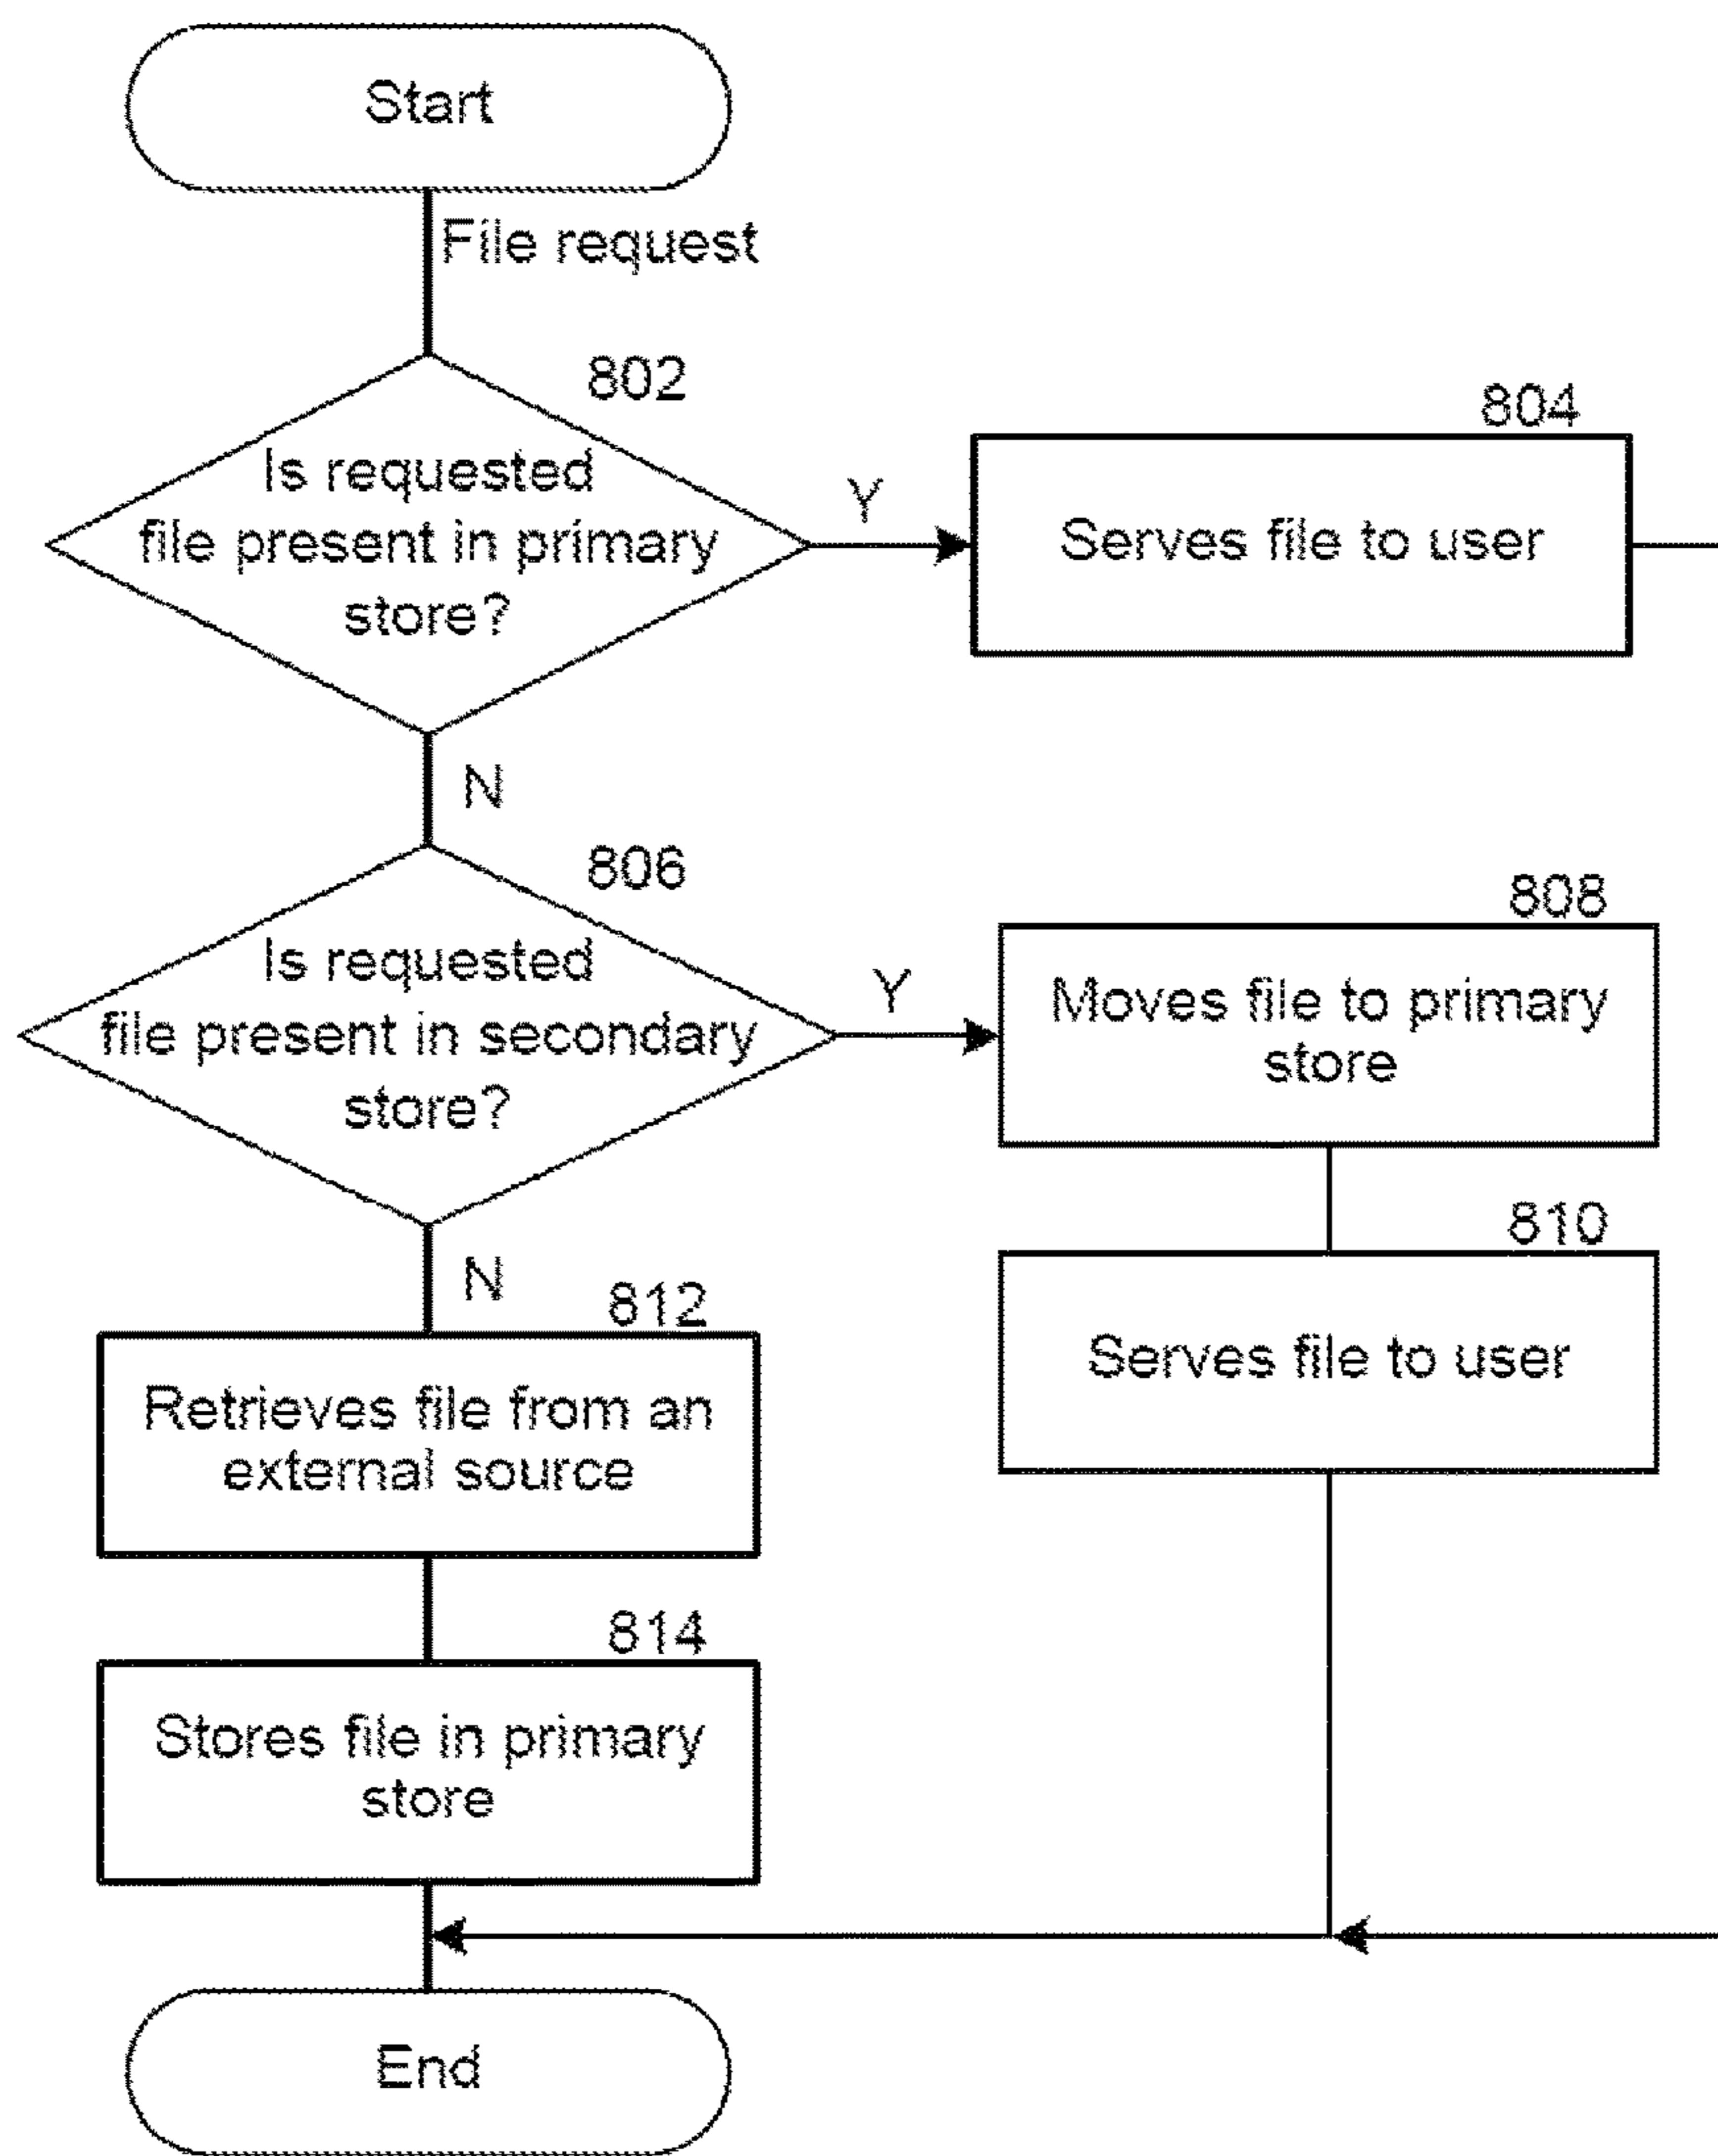 Start
File request
802
Is requested
file present in primary
store?
Y
804
Serves file to user
N
806
Is requested
file present in secondary
store?
Y
808
Moves file to primary
store
810
Serves file to user
N
812
Retrieves file from an
external source
814
Stores file in primary
store
End